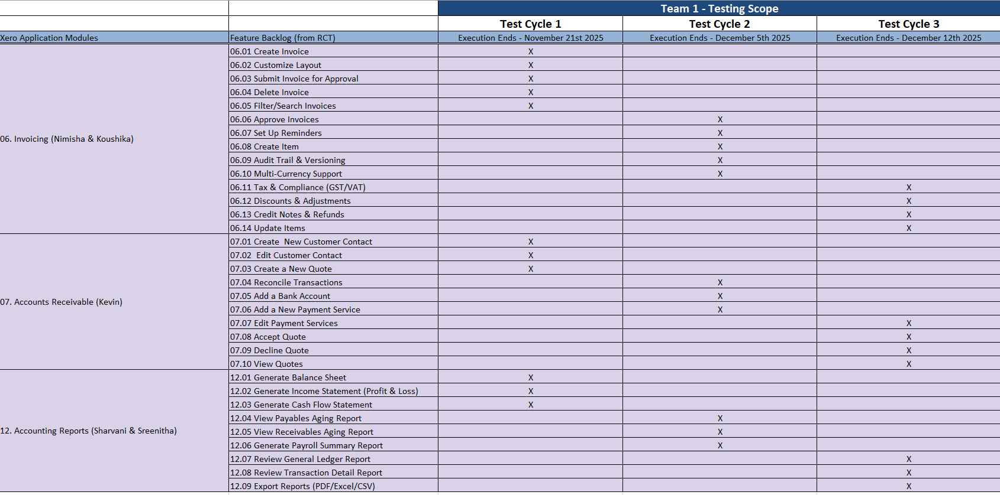 Team 1 - Testing Scope
Test Cycle 1 Test Cycle 2 Test Cycle 3
Xero Application Modules Feature Backlog (from RCT) Execution Ends - November 21st 2025 Execution Ends - December 5th 2025 Execution Ends - December 12th 2025
06.01 Create Invoice X
06.02 Customize Layout X
06.03 Submit Invoice for Approval X
06.04 Delete Invoice X
06.05 Filter/Search Invoices X
06.06 Approve Invoices X
06.07 Set Up Reminders X
06. Invoicing (Nimisha & Koushika)
06.08 Create Item X
06.09 Audit Trail & Versioning X
06.10 Multi-Currency Support X
06.11 Tax & Compliance (GST/VAT) X
06.12 Discounts & Adjustments X
06.13 Credit Notes & Refunds X
06.14 Update Items X
07.01 Create  New Customer Contact X
07.02  Edit Customer Contact X
07.03 Create a New Quote X
07.04 Reconcile Transactions X
07.05 Add a Bank Account X
07. Accounts Receivable (Kevin)
07.06 Add a New Payment Service X
07.07 Edit Payment Services X
07.08 Accept Quote X
07.09 Decline Quote X
07.10 View Quotes X
12.01 Generate Balance Sheet X
12.02 Generate Income Statement (Profit & Loss) X
12.03 Generate Cash Flow Statement X
12.04 View Payables Aging Report X
12. Accounting Reports (Sharvani & Sreenitha) 12.05 View Receivables Aging Report X
12.06 Generate Payroll Summary Report X
12.07 Review General Ledger Report X
12.08 Review Transaction Detail Report X
12.09 Export Reports (PDF/Excel/CSV) X